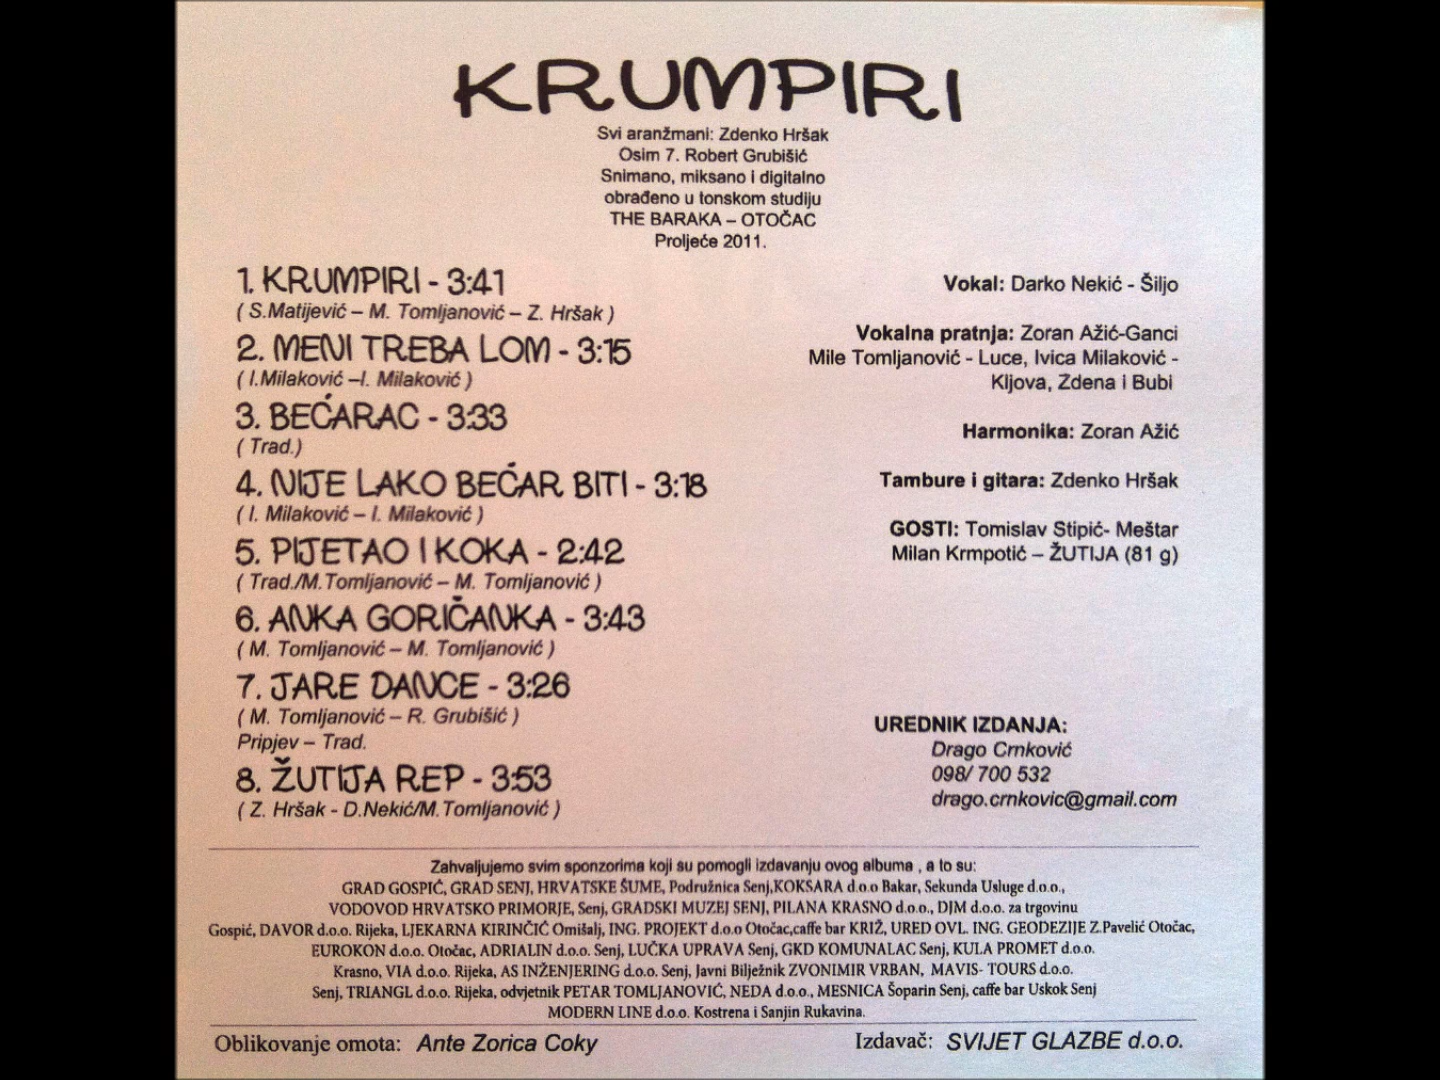 KRUMPIRI
Svi aranžmani: Zdenko Hršak
Osim 7. Robert Grubišić
Snimano, miksano i digitalno
obrađeno u tonskom studiju
THE BARAKA – OTOČAC
Proljeće 2011.
1. KRUMPIRI - 3:41
( S.Matijević – M. Tomljanović – Z. Hršak )
2. MENI TREBA LOM - 3:15
( I.Milaković –I. Milaković )
3. BEĆARAC - 3:33
( Trad.)
4. NIJE LAKO BEĆAR BITI - 3:18
( I. Milaković – I. Milaković )
5. PIJETAO I KOKA - 2:42
( Trad./M.Tomljanović – M. Tomljanović )
6. ANKA GORIČANKA - 3:43
( M. Tomljanović – M. Tomljanović )
7. JARE DANCE - 3:26
( M. Tomljanović – R. Grubišić )
Pripjev – Trad.
8. ŽUTIJA REP - 3:53
( Z. Hršak - D.Nekić/M.Tomljanović )
Vokal: Darko Nekić - Šiljo
Vokalna pratnja: Zoran Ažić-Ganci
Mile Tomljanović - Luce, Ivica Milaković -
Kljova, Zdena i Bubi
Harmonika: Zoran Ažić
Tambure i gitara: Zdenko Hršak
GOSTI: Tomislav Stipić- Meštar
Milan Krmpotić – ŽUTIJA (81 g)
UREDNIK IZDANJA:
Drago Crnković
098/ 700 532
drago.crnkovic@gmail.com
Zahvaljujemo svim sponzorima koji su pomogli izdavanju ovog albuma , a to su:
GRAD GOSPIĆ, GRAD SENJ, HRVATSKE ŠUME, Podružnica Senj,KOKSARA d.o.o Bakar, Sekunda Usluge d.o.o.,
VODOVOD HRVATSKO PRIMORJE, Senj, GRADSKI MUZEJ SENJ, PILANA KRASNO d.o.o., DJM d.o.o. za trgovinu
Gospić, DAVOR d.o.o. Rijeka, LJEKARNA KIRINČIĆ Omišalj, ING. PROJEKT d.o.o Otočac,caffe bar KRIŽ, URED OVL. ING. GEODEZIJE Z.Pavelić Otočac,
EUROKON d.o.o. Otočac, ADRIALIN d.o.o. Senj, LUČKA UPRAVA Senj, GKD KOMUNALAC Senj, KULA PROMET d.o.o.
Krasno, VIA d.o.o. Rijeka, AS INŽENJERING d.o.o. Senj, Javni Bilježnik ZVONIMIR VRBAN, MAVIS- TOURS d.o.o.
Senj, TRIANGL d.o.o. Rijeka, odvjetnik PETAR TOMLJANOVIĆ, NEDA d.o.o., MESNICA Šoparin Senj, caffe bar Uskok Senj
MODERN LINE d.o.o. Kostrena i Sanjin Rukavina.
Oblikovanje omota: Ante Zorica Coky
Izdavač: SVIJET GLAZBE d.o.o.